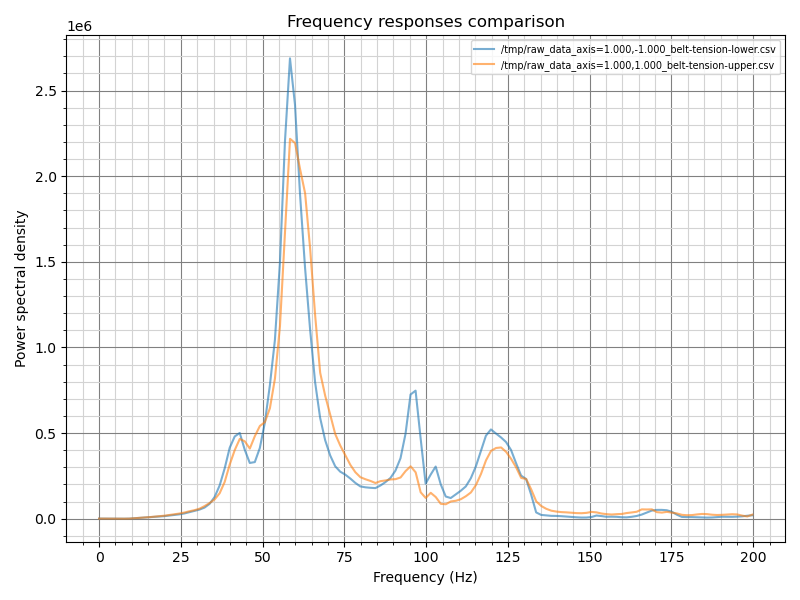 Frequency responses comparison
1e6
/tmp/raw_data_axis=1.000,-1.000_belt-tension-lower.csv
/tmp/raw_data_axis=1.000,1.000_belt-tension-upper.csv
2.5
2.0
1.5
1.0
0.5
0.0
Power spectral density
0 25 50 75 100 125 150 175 200
Frequency (Hz)